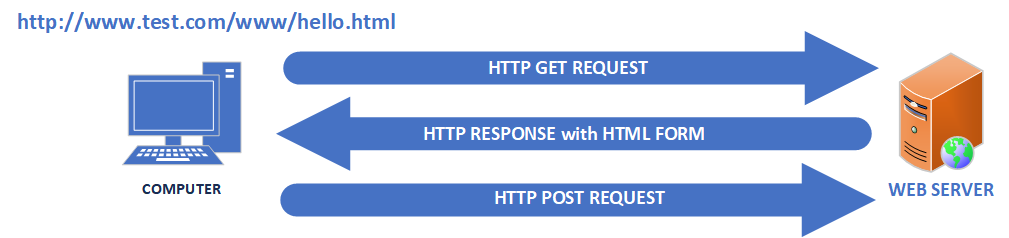 http://www.test.com/www/hello.html
HTTP GET REQUEST
HTTP RESPONSE with HTML FORM
HTTP POST REQUEST
COMPUTER
WEB SERVER